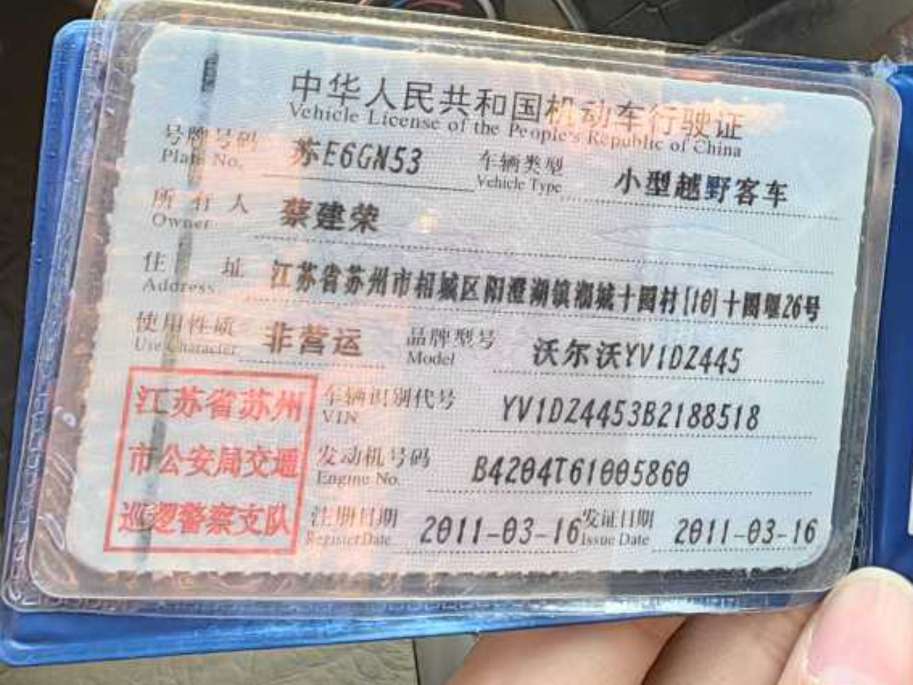 中华人民共和国机动车行驶证
Vehicle License of the People's Republic of China
号牌号码 苏E6GN53 车辆类型 小型越野客车
Plate No. Vehicle Type
所有人 蔡建荣
Owner
住址 江苏省苏州市相城区阳澄湖镇湘城十图村(10)十图堰26号
Address
使用性质 非营运 品牌型号 沃尔沃YV1DZ445
Use Character Model
江苏省苏州 车辆识别代号 YV1DZ4453B2188518
VIN
市公安局交通 发动机号码 B4204T61005860
Engine No.
巡逻警察支队 注册日期 2011-03-16 发证日期 2011-03-16
Register Date Issue Date